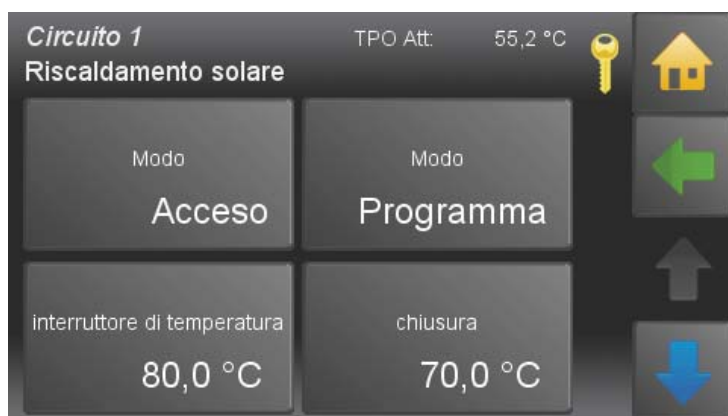 Circuito 1 TPO Att: 55,2 °C
Riscaldamento solare
Modo
Acceso
Modo
Programma
interruttore di temperatura
80,0 °C
chiusura
70,0 °C